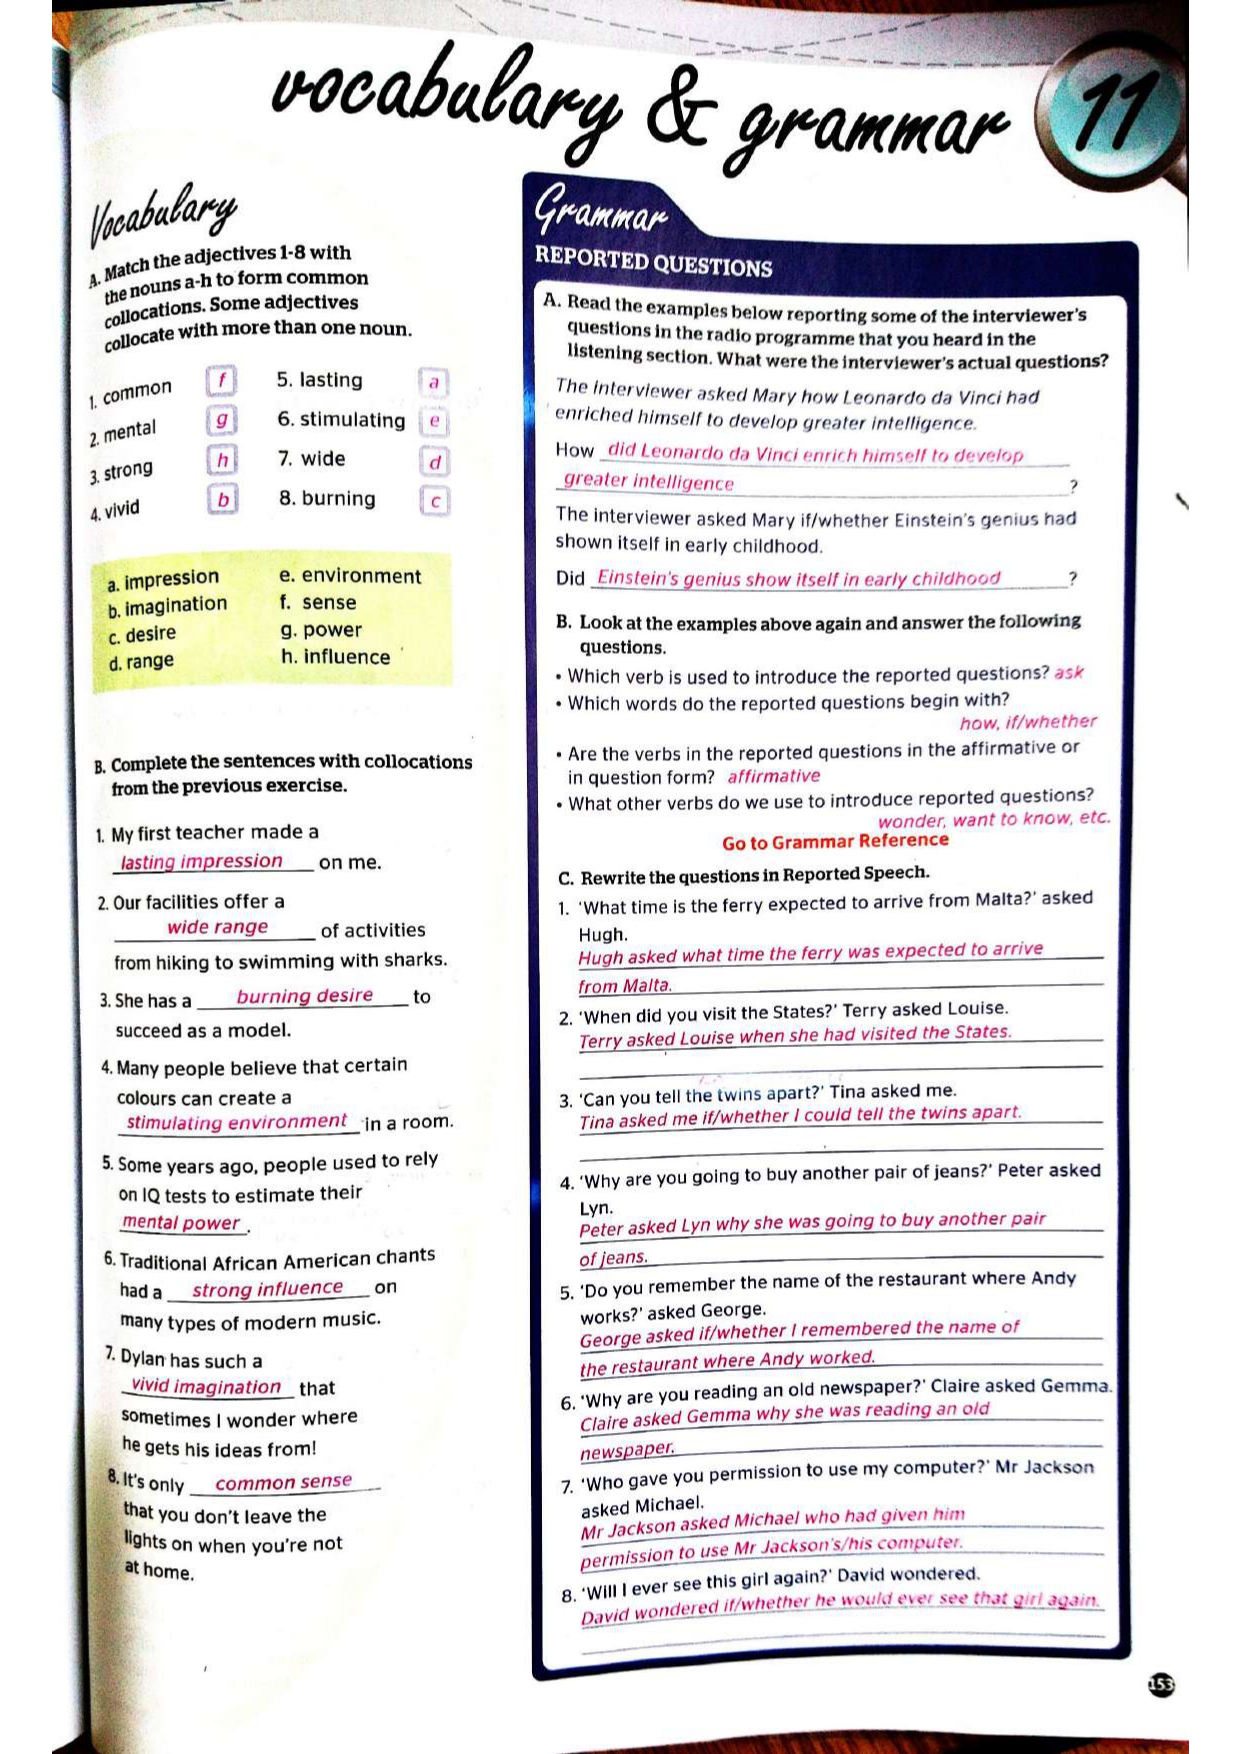 vocabulary & grammar 11
Vocabulary
A. Match the adjectives 1-8 with
the nouns a-h to form common
collocations. Some adjectives
collocate with more than one noun.
1. common f 5. lasting a
2. mental g 6. stimulating e
3. strong h 7. wide d
4. vivid b 8. burning c
a. impression e. environment
b. imagination f. sense
c. desire g. power
d. range h. influence
B. Complete the sentences with collocations
from the previous exercise.
1. My first teacher made a
lasting impression on me.
2. Our facilities offer a
wide range of activities
from hiking to swimming with sharks.
3. She has a burning desire to
succeed as a model.
4. Many people believe that certain
colours can create a
stimulating environment in a room.
5. Some years ago, people used to rely
on IQ tests to estimate their
mental power.
6. Traditional African American chants
had a strong influence on
many types of modern music.
7. Dylan has such a
vivid imagination that
sometimes I wonder where
he gets his ideas from!
8. It's only common sense
that you don't leave the
lights on when you're not
at home.
Grammar
REPORTED QUESTIONS
A. Read the examples below reporting some of the interviewer's
questions in the radio programme that you heard in the
listening section. What were the interviewer's actual questions?
The interviewer asked Mary how Leonardo da Vinci had
enriched himself to develop greater intelligence.
How did Leonardo da Vinci enrich himself to develop
greater intelligence ?
The interviewer asked Mary if/whether Einstein's genius had
shown itself in early childhood.
Did Einstein's genius show itself in early childhood ?
B. Look at the examples above again and answer the following
questions.
• Which verb is used to introduce the reported questions? ask
• Which words do the reported questions begin with?
how, if/whether
• Are the verbs in the reported questions in the affirmative or
in question form? affirmative
• What other verbs do we use to introduce reported questions?
wonder, want to know, etc.
Go to Grammar Reference
C. Rewrite the questions in Reported Speech.
1. 'What time is the ferry expected to arrive from Malta?' asked
Hugh.
Hugh asked what time the ferry was expected to arrive
from Malta.
2. 'When did you visit the States?' Terry asked Louise.
Terry asked Louise when she had visited the States.
3. 'Can you tell the twins apart?' Tina asked me.
Tina asked me if/whether I could tell the twins apart.
4. 'Why are you going to buy another pair of jeans?' Peter asked
Lyn.
Peter asked Lyn why she was going to buy another pair
of jeans.
5. 'Do you remember the name of the restaurant where Andy
works?' asked George.
George asked if/whether I remembered the name of
the restaurant where Andy worked.
6. 'Why are you reading an old newspaper?' Claire asked Gemma.
Claire asked Gemma why she was reading an old
newspaper.
7. 'Who gave you permission to use my computer?' Mr Jackson
asked Michael.
Mr Jackson asked Michael who had given him
permission to use Mr Jackson's/his computer.
8. 'Will I ever see this girl again?' David wondered.
David wondered if/whether he would ever see that girl again.
153